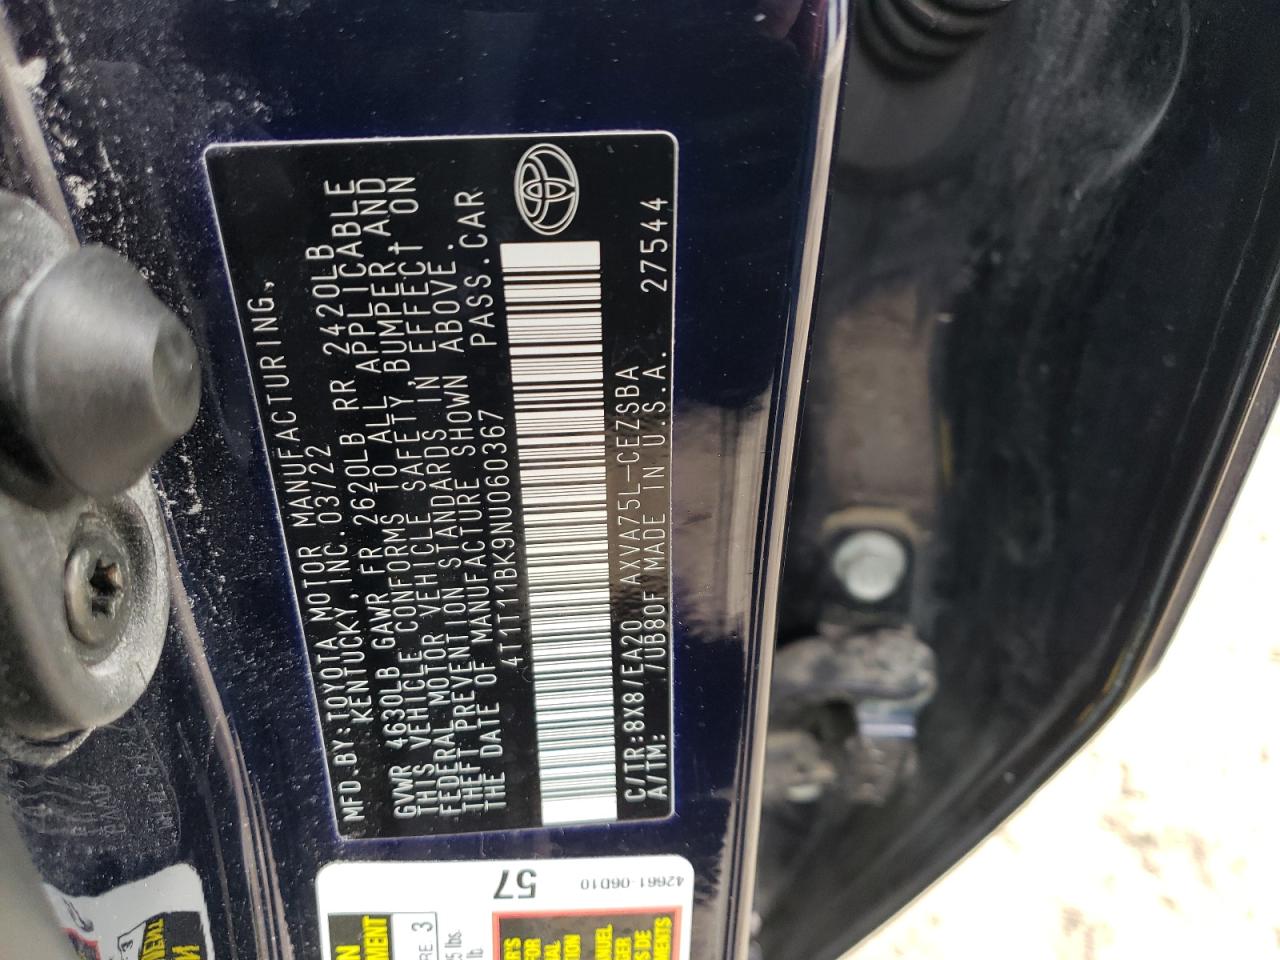 MFD.BY:TOYOTA MOTOR MANUFACTURING,
KENTUCKY, INC. 03/22
GVWR 4630LB GAWR FR 2620LB RR 2420LB
THIS VEHICLE CONFORMS TO ALL APPLICABLE
FEDERAL MOTOR VEHICLE SAFETY, BUMPER, AND
THEFT PREVENTION STANDARDS IN EFFECT ON
THE DATE OF MANUFACTURE SHOWN ABOVE.
4T1T11BK9NU060367 PASS.CAR
C/TR:8X8/EA20 AXVA75L-CEZSBA
A/TM: /UB80F MADE IN U.S.A. 27544
57
42661-06D10